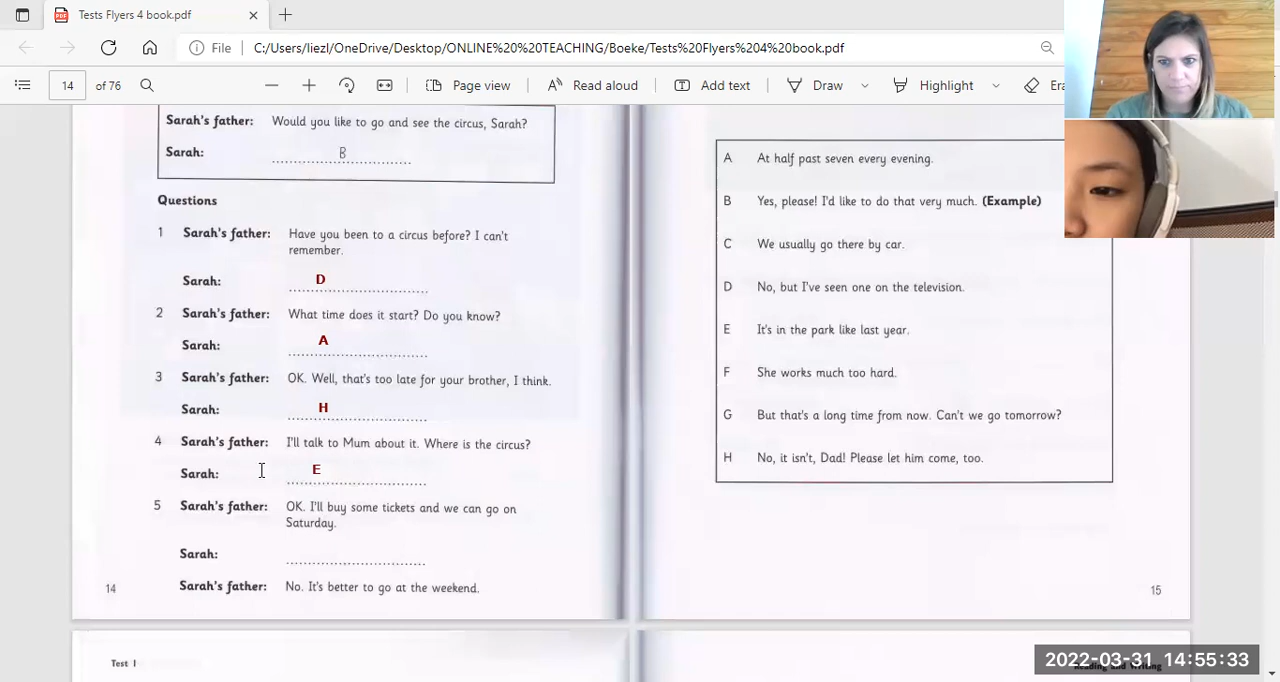 Tests Flyers 4 book.pdf
File C:/Users/liezl/OneDrive/Desktop/ONLINE%20%20TEACHING/Boeke/Tests%20Flyers%204%20book.pdf
14 of 76 Page view Read aloud Add text Draw Highlight
Sarah's father: Would you like to go and see the circus, Sarah?
Sarah: B
Questions
1 Sarah's father: Have you been to a circus before? I can't
remember.
Sarah: D
2 Sarah's father: What time does it start? Do you know?
Sarah: A
3 Sarah's father: OK. Well, that's too late for your brother, I think.
Sarah: H
4 Sarah's father: I'll talk to Mum about it. Where is the circus?
Sarah: E
5 Sarah's father: OK. I'll buy some tickets and we can go on
Saturday.
Sarah: ..............................
Sarah's father: No. It's better to go at the weekend.
14
A At half past seven every evening.
B Yes, please! I'd like to do that very much. (Example)
C We usually go there by car.
D No, but I've seen one on the television.
E It's in the park like last year.
F She works much too hard.
G But that's a long time from now. Can't we go tomorrow?
H No, it isn't, Dad! Please let him come, too.
15
Test 1
2022-03-31 14:55:33